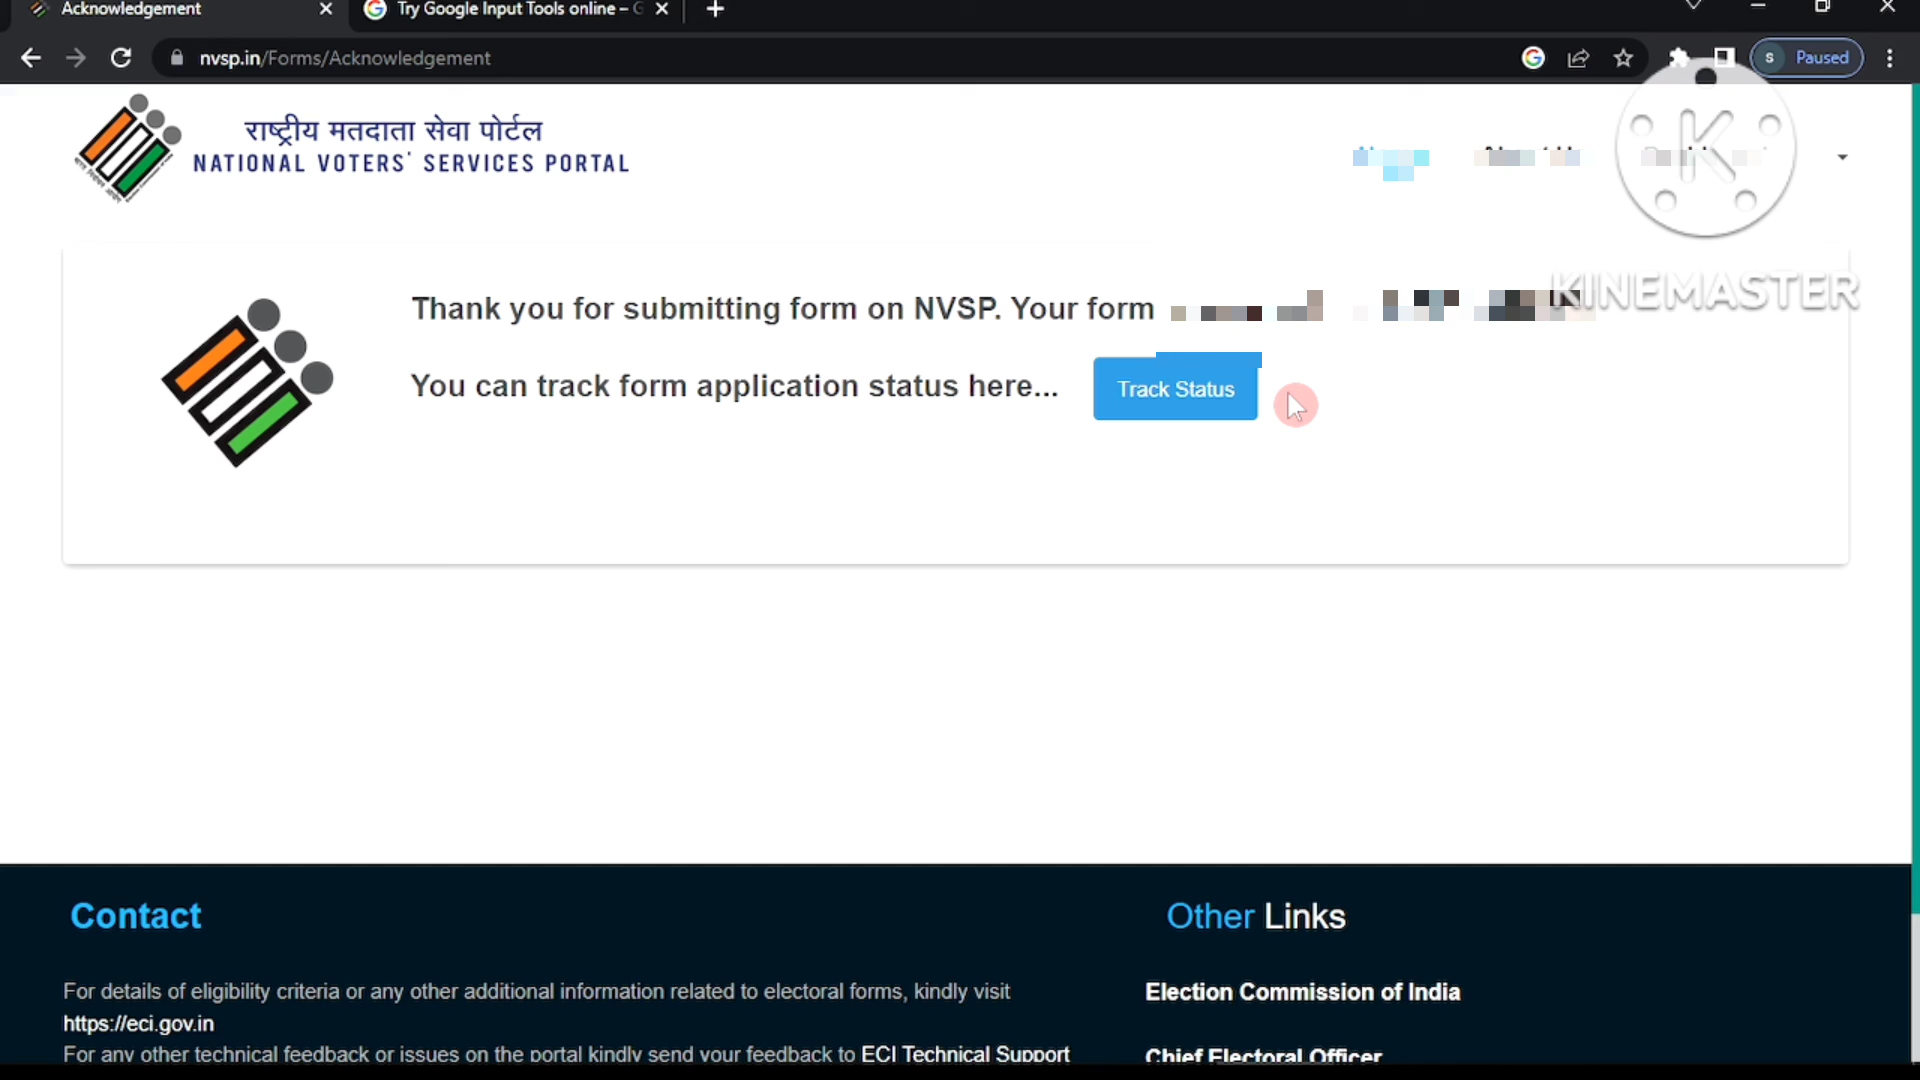 Acknowledgement
Try Google Input Tools online –
nvsp.in/Forms/Acknowledgement
s Paused
राष्ट्रीय मतदाता सेवा पोर्टल
NATIONAL VOTERS' SERVICES PORTAL
KINEMASTER
Thank you for submitting form on NVSP. Your form
You can track form application status here...
Track Status
Contact
Other Links
For details of eligibility criteria or any other additional information related to electoral forms, kindly visit
https://eci.gov.in
Election Commission of India
For any other technical feedback or issues on the portal kindly send your feedback to ECI Technical Support
Chief Electoral Officer